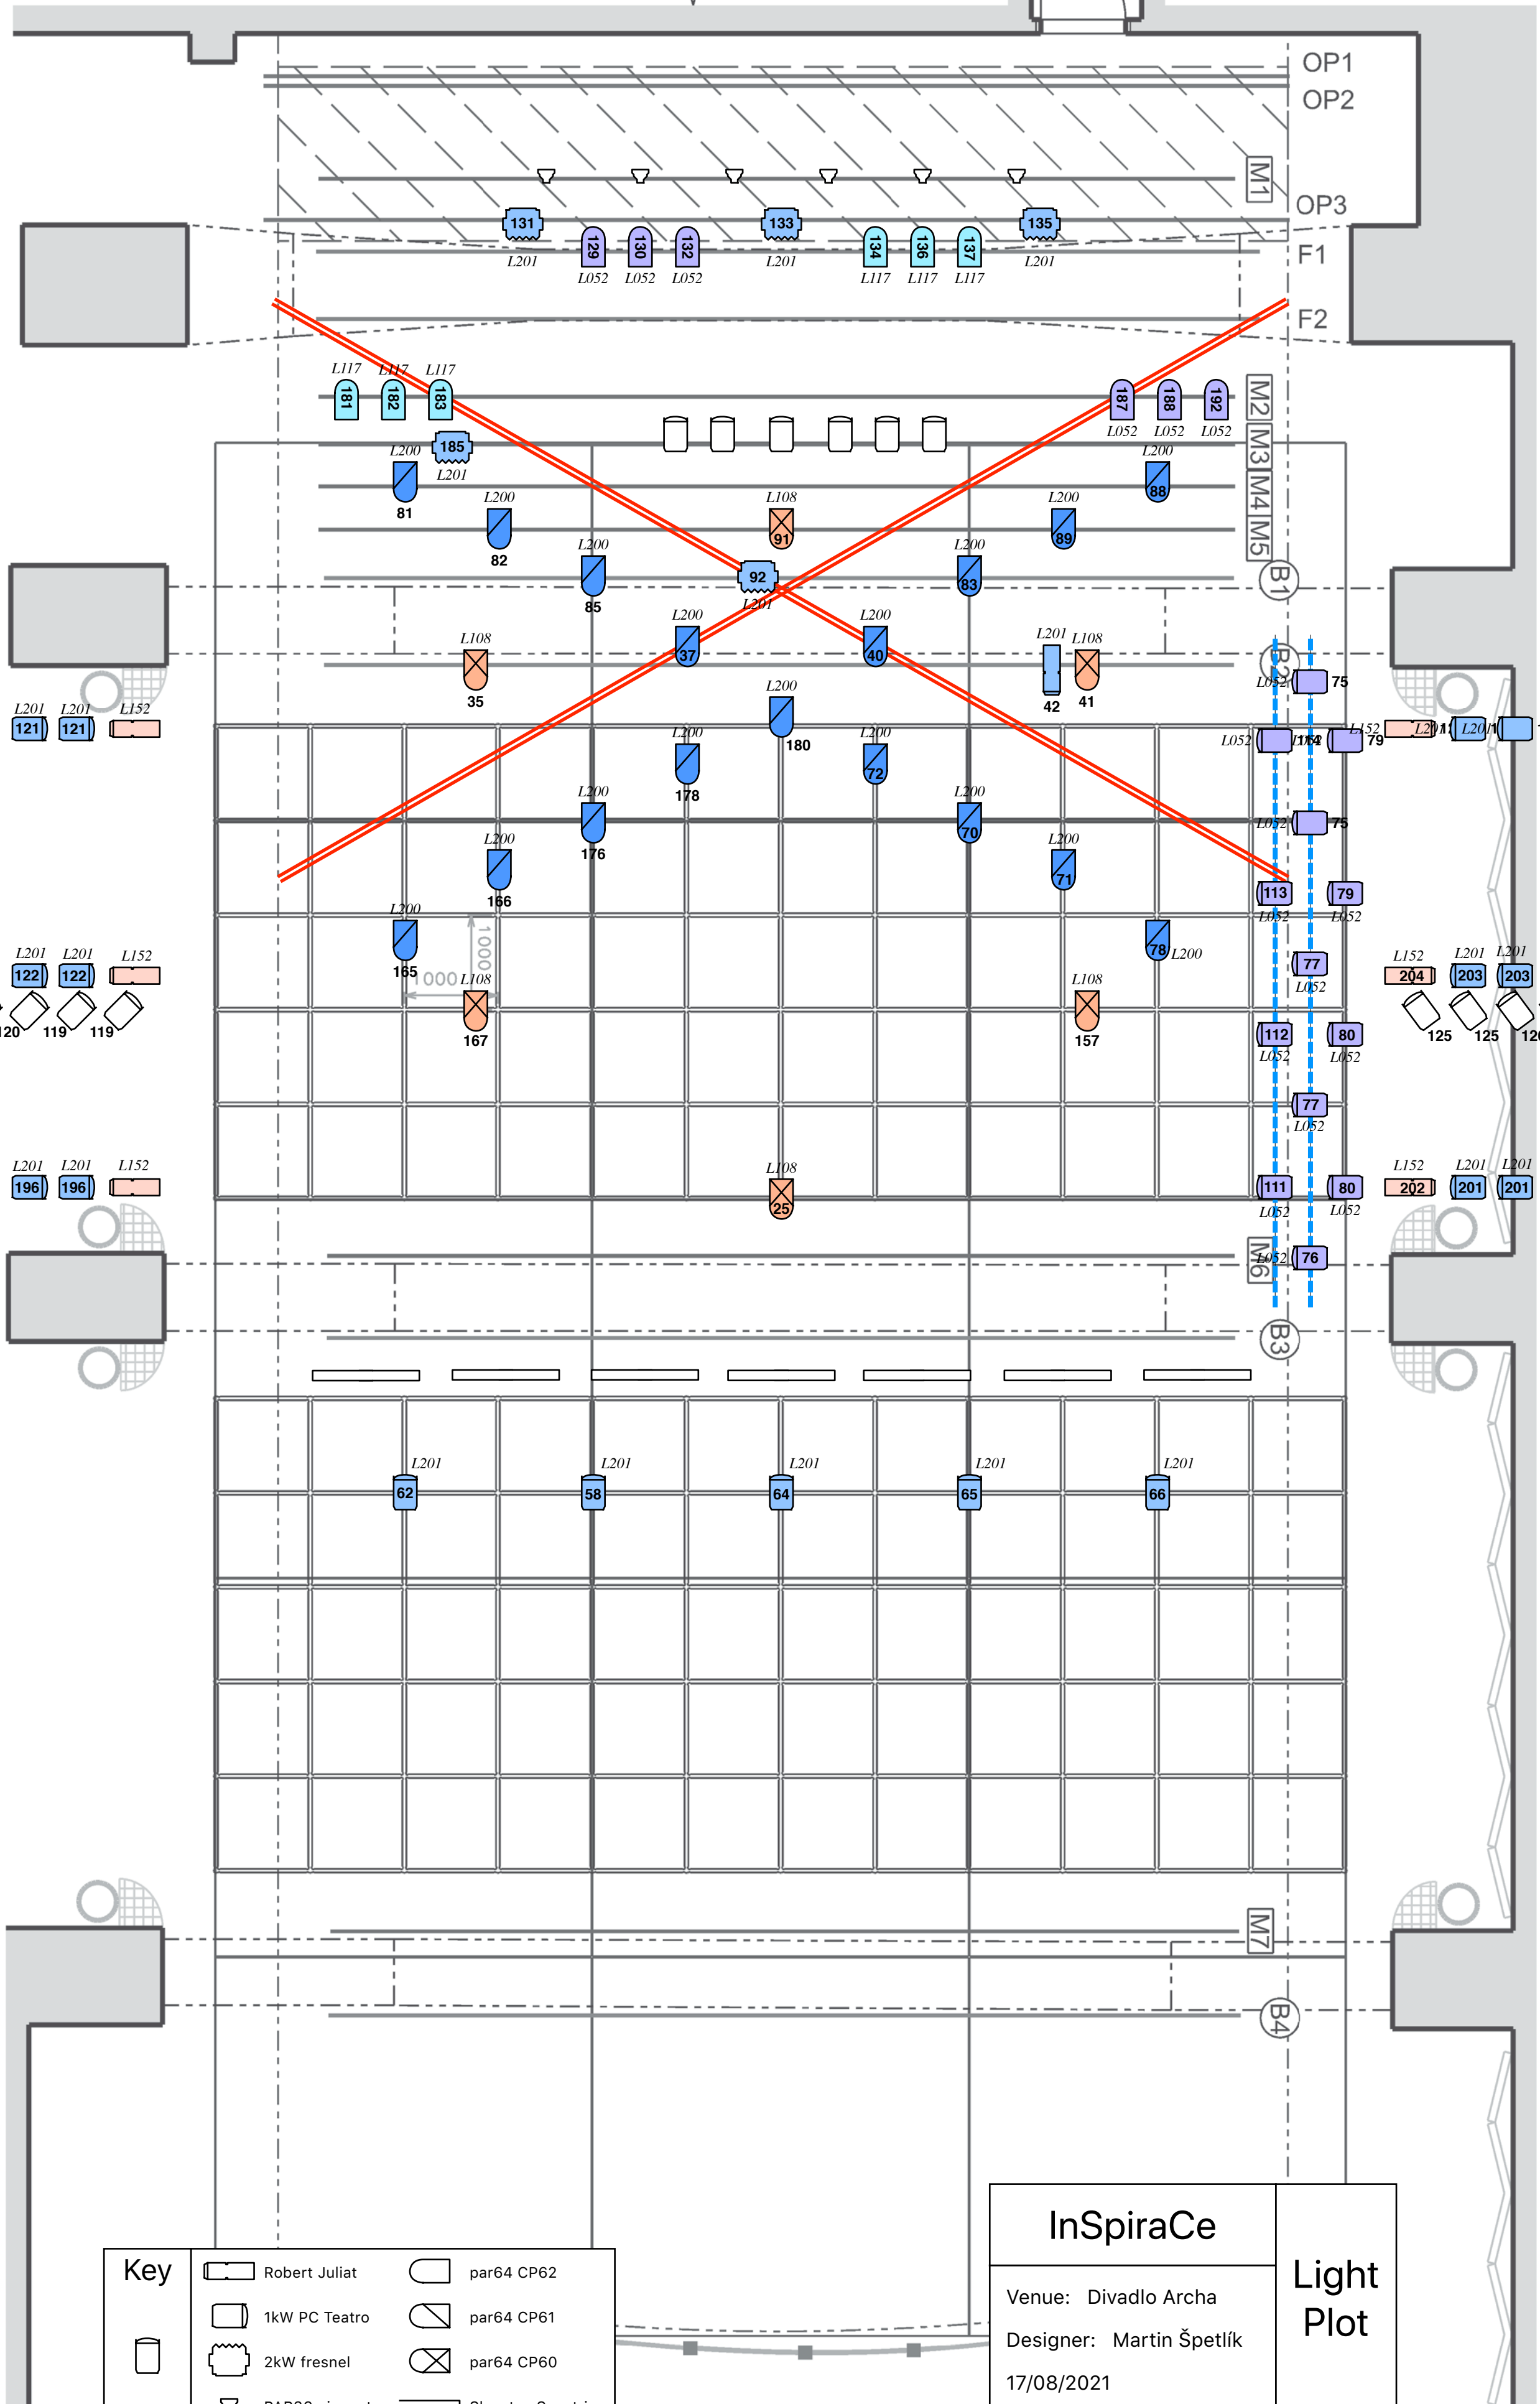 OP1
OP2
M1
OP3
131 133 135
F1
129 130 132 134 136 137
L201 L201 L201
L052 L052 L052 L117 L117 L117
F2
L117 L117 L117
181 182 183 187 188 192
M2
L052 L052 L052
185
M3
L200 L201 L200
81 88
M4
L200 L108 L200
82 91 89
M5
L200 L200
92 83
85 L201
B1
L200 L200
37 40
L108 L201 L108
35 42 41
L052 75
L200
180
L201 L201 L152
121 121
L052 79
L152
L200 L200
178 72
L200 L200
176 70
L052 75
L200 L200
166 71
113 79
L052 L052
L200
165 78 L200
1000
1000
77
L052
L201 L201 L152
122 122
L152 L201 L201
204 203 203
L108
167 157
L108
119 119
125 125
112 80
L052 L052
77
L052
L201 L201 L152
196 196
L108
25
111 80
L052 L052
L152 L201 L201
202 201 201
M6
L052 76
B3
L201 L201 L201 L201 L201
62 58 64 65 66
M7
B4
Key
Robert Juliat
par64 CP62
1kW PC Teatro
par64 CP61
2kW fresnel
par64 CP60
InSpiraCe
Venue: Divadlo Archa
Designer: Martin Špetlík
17/08/2021
Light
Plot